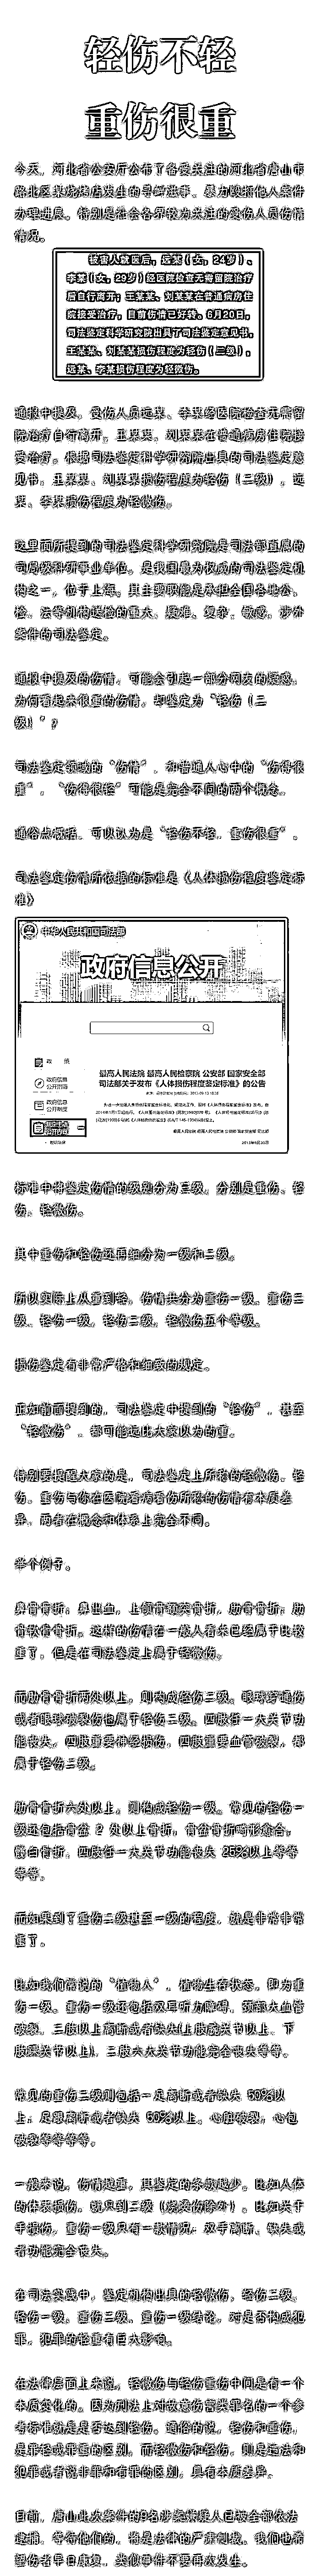 轻伤不轻
重伤很重
今天，河北省公安厅公布了备受关注的河北省唐山市
路北区某烧烤店发生的寻衅滋事、暴力殴打他人案件
办理进展。特别是社会各界较为关注的受伤人员伤情
情况。
被害人就医后，远某（女，24岁）、
李某（女，29岁）经医院检查无需留院治疗
后自行离开；王某某、刘某某在普通病房住
院接受治疗，目前伤情已好转。6月20日，
司法鉴定科学研究院出具了司法鉴定意见书，
王某某、刘某某损伤程度为轻伤（二级），
远某、李某损伤程度为轻微伤。
通报中提及，受伤人员远某、李某经医院检查无需留
院治疗自行离开，王某某、刘某某在普通病房住院接
受治疗。根据司法鉴定科学研究院出具的司法鉴定意
见书，王某某、刘某某损伤程度为轻伤（二级），远
某、李某损伤程度为轻微伤。
这里面所提到的司法鉴定科学研究院是司法部直属的
司局级科研事业单位，是我国最为权威的司法鉴定机
构之一，位于上海。其主要职能是承担全国各地公、
检、法等机构送检的重大、疑难、复杂、敏感、涉外
案件的司法鉴定。
通报中提及的伤情，可能会引起一部分网友的疑惑。
为何看起来很重的伤情，却鉴定为“轻伤（二
级）”？
司法鉴定领域的“伤情”，和普通人心中的“伤得很
重”，“伤得很轻”可能是完全不同的两个概念。
通俗点概括，可以认为是“轻伤不轻，重伤很重”。
司法鉴定伤情所依据的标准是《人体损伤程度鉴定标
准》
中华人民共和国司法部
政府信息公开
最高人民法院 最高人民检察院 公安部 国家安全部
司法部关于发布《人体损伤程度鉴定标准》的公告
政府信息
公开指南
政府信息
公开制度
标准中将鉴定伤情的级别分为三级，分别是重伤、轻
伤、轻微伤。
其中重伤和轻伤还再细分为一级和二级。
所以实际上从重到轻，伤情共分为重伤一级、重伤二
级、轻伤一级，轻伤二级，轻微伤五个等级。
损伤鉴定有非常严格和细致的规定。
正如前面提到的，司法鉴定中提到的“轻伤”，甚至
“轻微伤”，都可能远比大家以为的重。
特别要提醒大家的是，司法鉴定上所称的轻微伤、轻
伤、重伤与你在医院看病看伤所称的伤情有本质差
异，两者在概念和体系上完全不同。
举个例子。
鼻骨骨折；鼻出血，上颌骨额突骨折，肋骨骨折；肋
骨软骨骨折。这样的伤情在一般人看来已经属于比较
重了，但是在司法鉴定上属于轻微伤。
而肋骨骨折两处以上，则构成轻伤二级。眼球穿通伤
或者眼球破裂伤也属于轻伤二级。四肢任一大关节功
能丧失，四肢重要神经损伤，四肢重要血管破裂，都
属于轻伤二级。
肋骨骨折六处以上，则构成轻伤一级。常见的轻伤一
级还包括骨盆 2 处以上骨折，骨盆骨折畸形愈合，
髋臼骨折，四肢任一大关节功能丧失 25%以上等等
等等。
而如果到了重伤二级甚至一级的程度，就是非常非常
重了。
比如我们常说的“植物人”，植物生存状态，即为重
伤一级。重伤一级还包括双耳听力障碍，颈部大血管
破裂，三肢以上离断或者缺失(上肢腕关节以上、下
肢踝关节以上)，二肢六大关节功能完全丧失等等。
常见的重伤二级则包括一足离断或者缺失 50%以
上；足跟离断或者缺失 50%以上。心脏破裂；心包
破裂等等等等。
一般来说，伤情越重，其鉴定的条款越少。比如人体
的体表损伤，就只到二级（烧烫伤除外）。比如关于
手损伤，重伤一级只有一款情况：双手离断、缺失或
者功能完全丧失。
在司法实践中，鉴定机构出具的轻微伤、轻伤二级、
轻伤一级、重伤二级、重伤一级结论，对是否构成犯
罪，犯罪的轻重有巨大影响。
在法律层面上来说，轻微伤与轻伤重伤中间是有一个
本质变化的。因为刑法上对故意伤害类罪名的一个参
考标准就是是否达到轻伤。通俗的说，轻伤和重伤，
是罪轻或罪重的区别，而轻微伤和轻伤，则是违法和
犯罪或者说非罪和有罪的区别，具有本质差异。
目前，唐山此次案件的9名涉案嫌疑人已被全部依法
逮捕，等待他们的，将是法律的严肃制裁。我们也希
望伤者早日康复，类似事件不要再次发生。